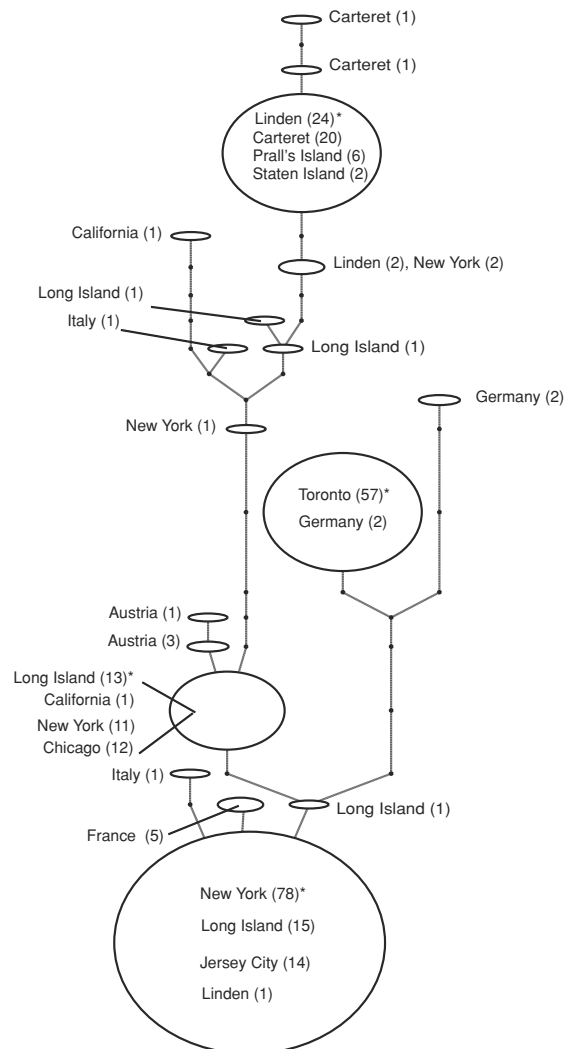 Carteret (1)
Carteret (1)
Linden (24)*
Carteret (20)
Prall's Island (6)
Staten Island (2)
California (1)
Linden (2), New York (2)
Long Island (1)
Italy (1)
Long Island (1)
Germany (2)
New York (1)
Toronto (57)*
Germany (2)
Austria (1)
Austria (3)
Long Island (13)*
California (1)
New York (11)
Chicago (12)
Italy (1)
Long Island (1)
France (5)
New York (78)*
Long Island (15)
Jersey City (14)
Linden (1)